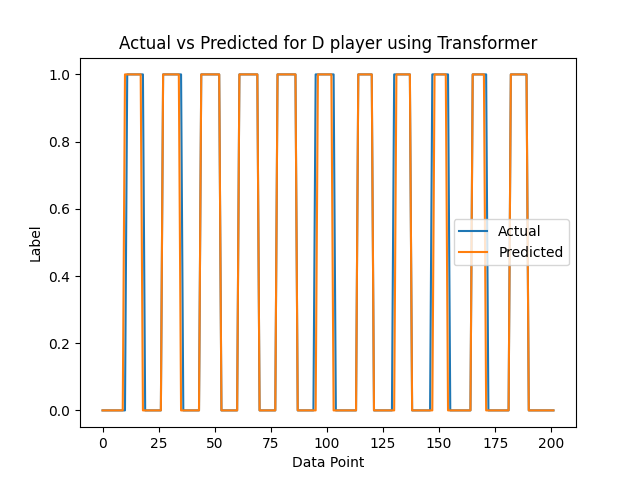 Actual vs Predicted for D player using Transformer
1.0
0.8
0.6
0.4
0.2
0.0
Label
Actual
Predicted
0 25 50 75 100 125 150 175 200
Data Point